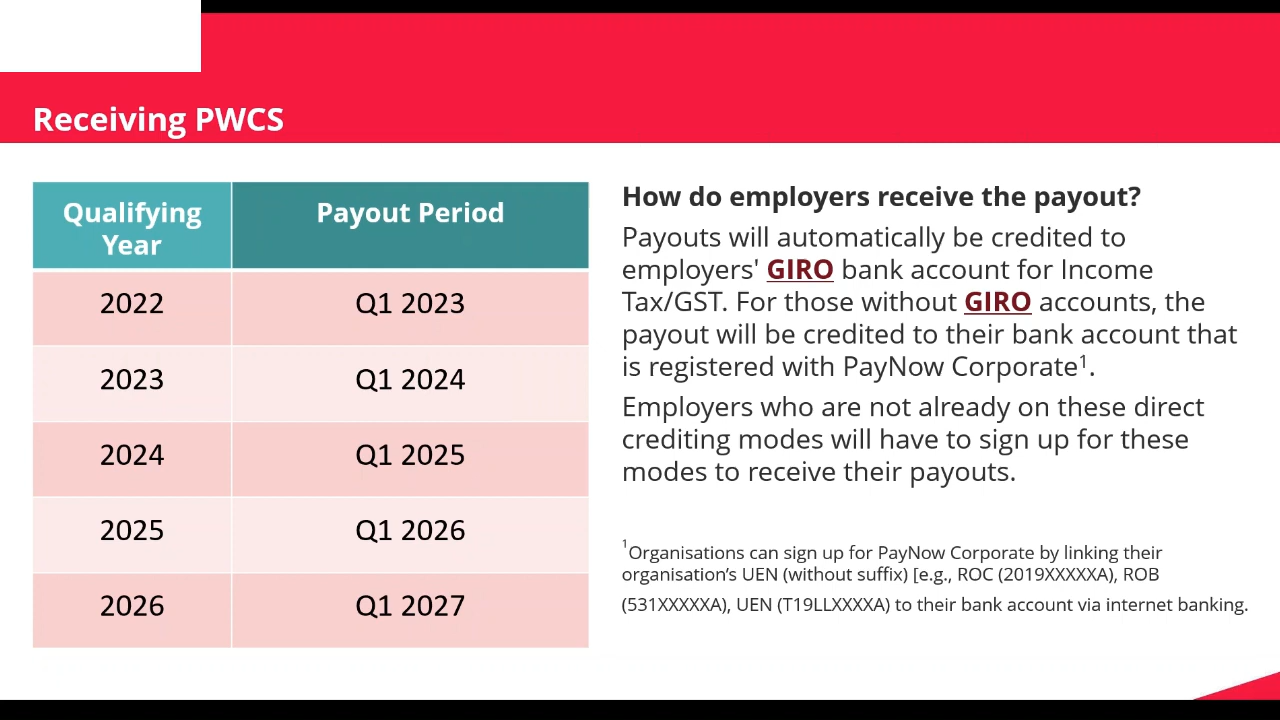 Receiving PWCS
Qualifying
Year
Payout Period
2022
Q1 2023
2023
Q1 2024
2024
Q1 2025
2025
Q1 2026
2026
Q1 2027
How do employers receive the payout?
Payouts will automatically be credited to
employers' GIRO bank account for Income
Tax/GST. For those without GIRO accounts, the
payout will be credited to their bank account that
is registered with PayNow Corporate¹.
Employers who are not already on these direct
crediting modes will have to sign up for these
modes to receive their payouts.
¹Organisations can sign up for PayNow Corporate by linking their
organisation’s UEN (without suffix) [e.g., ROC (2019XXXXXA), ROB
(531XXXXXA), UEN (T19LLXXXXA) to their bank account via internet banking.